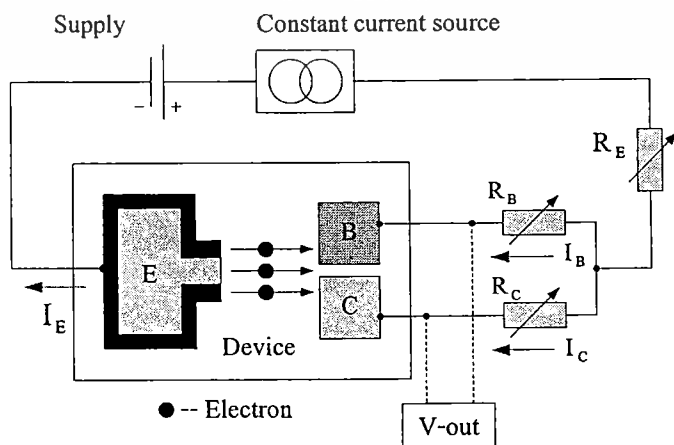 Supply
Constant current source
- +
R_E
R_B
B
I_B
E
C
R_C
I_E
I_C
Device
● -- Electron
V-out